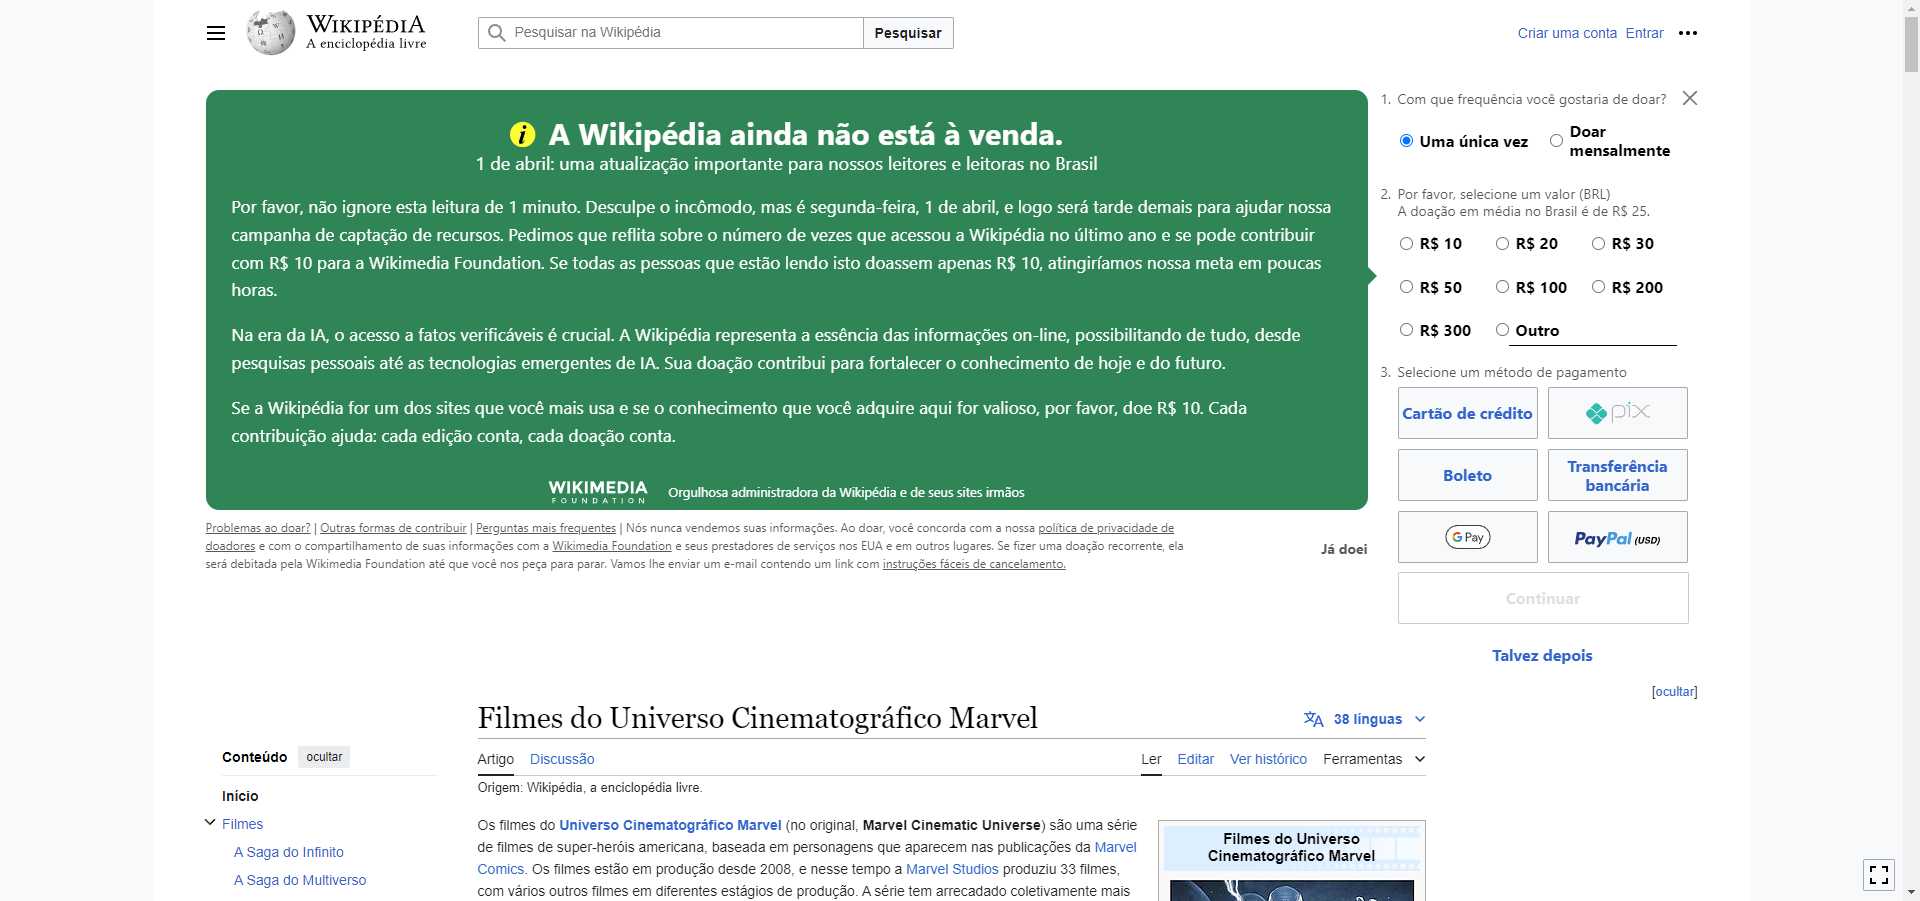 WIKIPÉDIA
A enciclopédia livre
Pesquisar na Wikipédia
Pesquisar
Criar uma conta Entrar
i A Wikipédia ainda não está à venda.
1 de abril: uma atualização importante para nossos leitores e leitoras no Brasil
Por favor, não ignore esta leitura de 1 minuto. Desculpe o incômodo, mas é segunda-feira, 1 de abril, e logo será tarde demais para ajudar nossa
campanha de captação de recursos. Pedimos que reflita sobre o número de vezes que acessou a Wikipédia no último ano e se pode contribuir
com R$ 10 para a Wikimedia Foundation. Se todas as pessoas que estão lendo isto doassem apenas R$ 10, atingiríamos nossa meta em poucas
horas.
Na era da IA, o acesso a fatos verificáveis é crucial. A Wikipédia representa a essência das informações on-line, possibilitando de tudo, desde
pesquisas pessoais até as tecnologias emergentes de IA. Sua doação contribui para fortalecer o conhecimento de hoje e do futuro.
Se a Wikipédia for um dos sites que você mais usa e se o conhecimento que você adquire aqui for valioso, por favor, doe R$ 10. Cada
contribuição ajuda: cada edição conta, cada doação conta.
WIKIMEDIA
FOUNDATION
Orgulhosa administradora da Wikipédia e de seus sites irmãos
Problemas ao doar? | Outras formas de contribuir | Perguntas mais frequentes | Nós nunca vendemos suas informações. Ao doar, você concorda com a nossa política de privacidade de
doadores e com o compartilhamento de suas informações com a Wikimedia Foundation e seus prestadores de serviços nos EUA e em outros lugares. Se fizer uma doação recorrente, ela
será debitada pela Wikimedia Foundation até que você nos peça para parar. Vamos lhe enviar um e-mail contendo um link com instruções fáceis de cancelamento.
Já doei
1. Com que frequência você gostaria de doar?
Uma única vez
Doar
mensalmente
2. Por favor, selecione um valor (BRL)
A doação em média no Brasil é de R$ 25.
R$ 10 R$ 20 R$ 30
R$ 50 R$ 100 R$ 200
R$ 300 Outro
3. Selecione um método de pagamento
Cartão de crédito
pix
Boleto
Transferência
bancária
G Pay
PayPal (USD)
Continuar
Talvez depois
[ocultar]
Filmes do Universo Cinematográfico Marvel
38 línguas
Conteúdo ocultar
Início
Filmes
A Saga do Infinito
A Saga do Multiverso
Artigo Discussão
Ler Editar Ver histórico Ferramentas
Origem: Wikipédia, a enciclopédia livre.
Os filmes do Universo Cinematográfico Marvel (no original, Marvel Cinematic Universe) são uma série
de filmes de super-heróis americana, baseada em personagens que aparecem nas publicações da Marvel
Comics. Os filmes estão em produção desde 2008, e nesse tempo a Marvel Studios produziu 33 filmes,
com vários outros filmes em diferentes estágios de produção. A série tem arrecadado coletivamente mais
Filmes do Universo
Cinematográfico Marvel